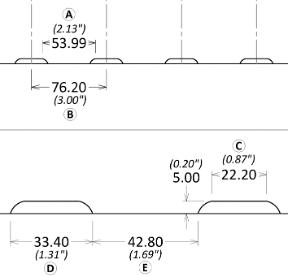 A
(2.13")
53.99
76.20
(3.00")
B
C
(0.20")
(0.87")
5.00
22.20
33.40
42.80
(1.31")
(1.69")
D
E